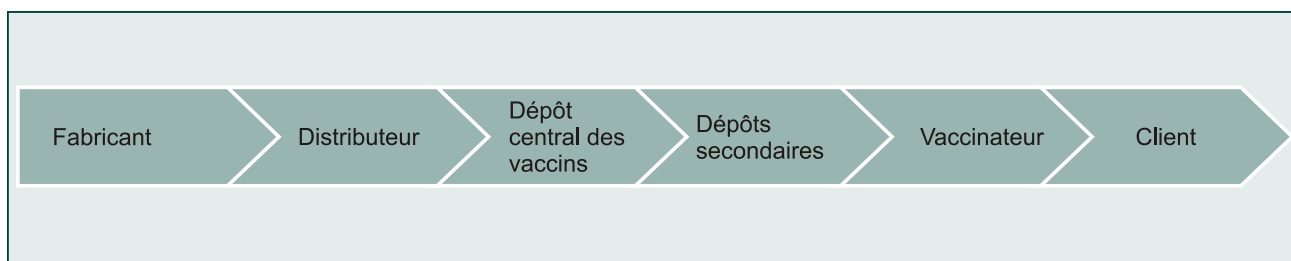 Fabricant
Distributeur
Dépôt
central des
vaccins
Dépôts
secondaires
Vaccinateur
Client